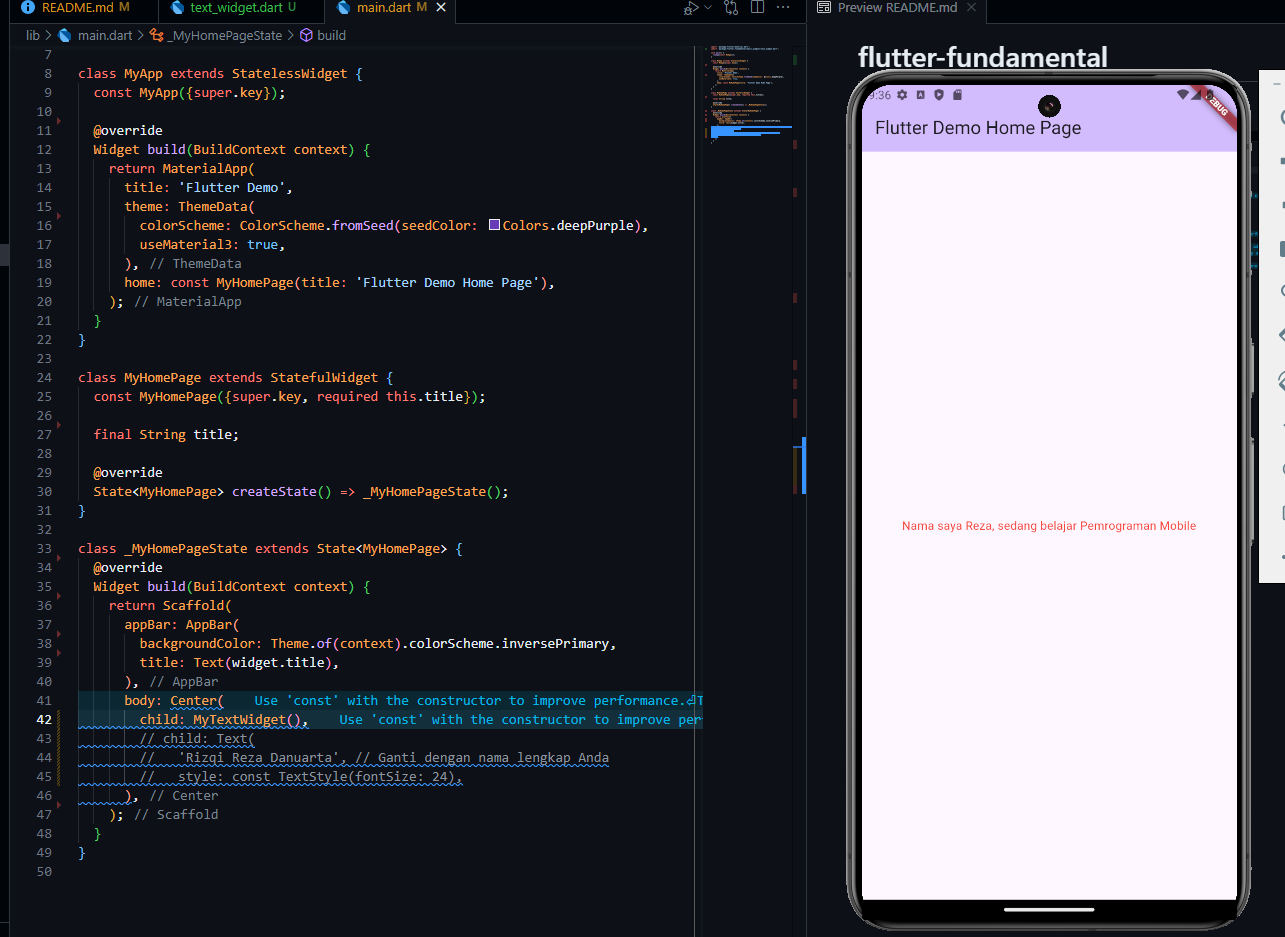 README.md M
text_widget.dart U
main.dart M
Preview README.md
lib > main.dart > _MyHomePageState > build
7
8 class MyApp extends StatelessWidget {
9 const MyApp({super.key});
10
11 @override
12 Widget build(BuildContext context) {
13 return MaterialApp(
14 title: 'Flutter Demo',
15 theme: ThemeData(
16 colorScheme: ColorScheme.fromSeed(seedColor: Colors.deepPurple),
17 useMaterial3: true,
18 ), // ThemeData
19 home: const MyHomePage(title: 'Flutter Demo Home Page'),
20 ); // MaterialApp
21 }
22 }
23
24 class MyHomePage extends StatefulWidget {
25 const MyHomePage({super.key, required this.title});
26
27 final String title;
28
29 @override
30 State<MyHomePage> createState() => _MyHomePageState();
31 }
32
33 class _MyHomePageState extends State<MyHomePage> {
34 @override
35 Widget build(BuildContext context) {
36 return Scaffold(
37 appBar: AppBar(
38 backgroundColor: Theme.of(context).colorScheme.inversePrimary,
39 title: Text(widget.title),
40 ), // AppBar
41 body: Center( Use 'const' with the constructor to improve performance.⏎T
42 child: MyTextWidget(), Use 'const' with the constructor to improve per
43 // child: Text(
44 // 'Rizqi Reza Danuarta', // Ganti dengan nama lengkap Anda
45 // style: const TextStyle(fontSize: 24),
46 ), // Center
47 ); // Scaffold
48 }
49 }
50
flutter-fundamental
9:36
DEBUG
Flutter Demo Home Page
Nama saya Reza, sedang belajar Pemrograman Mobile